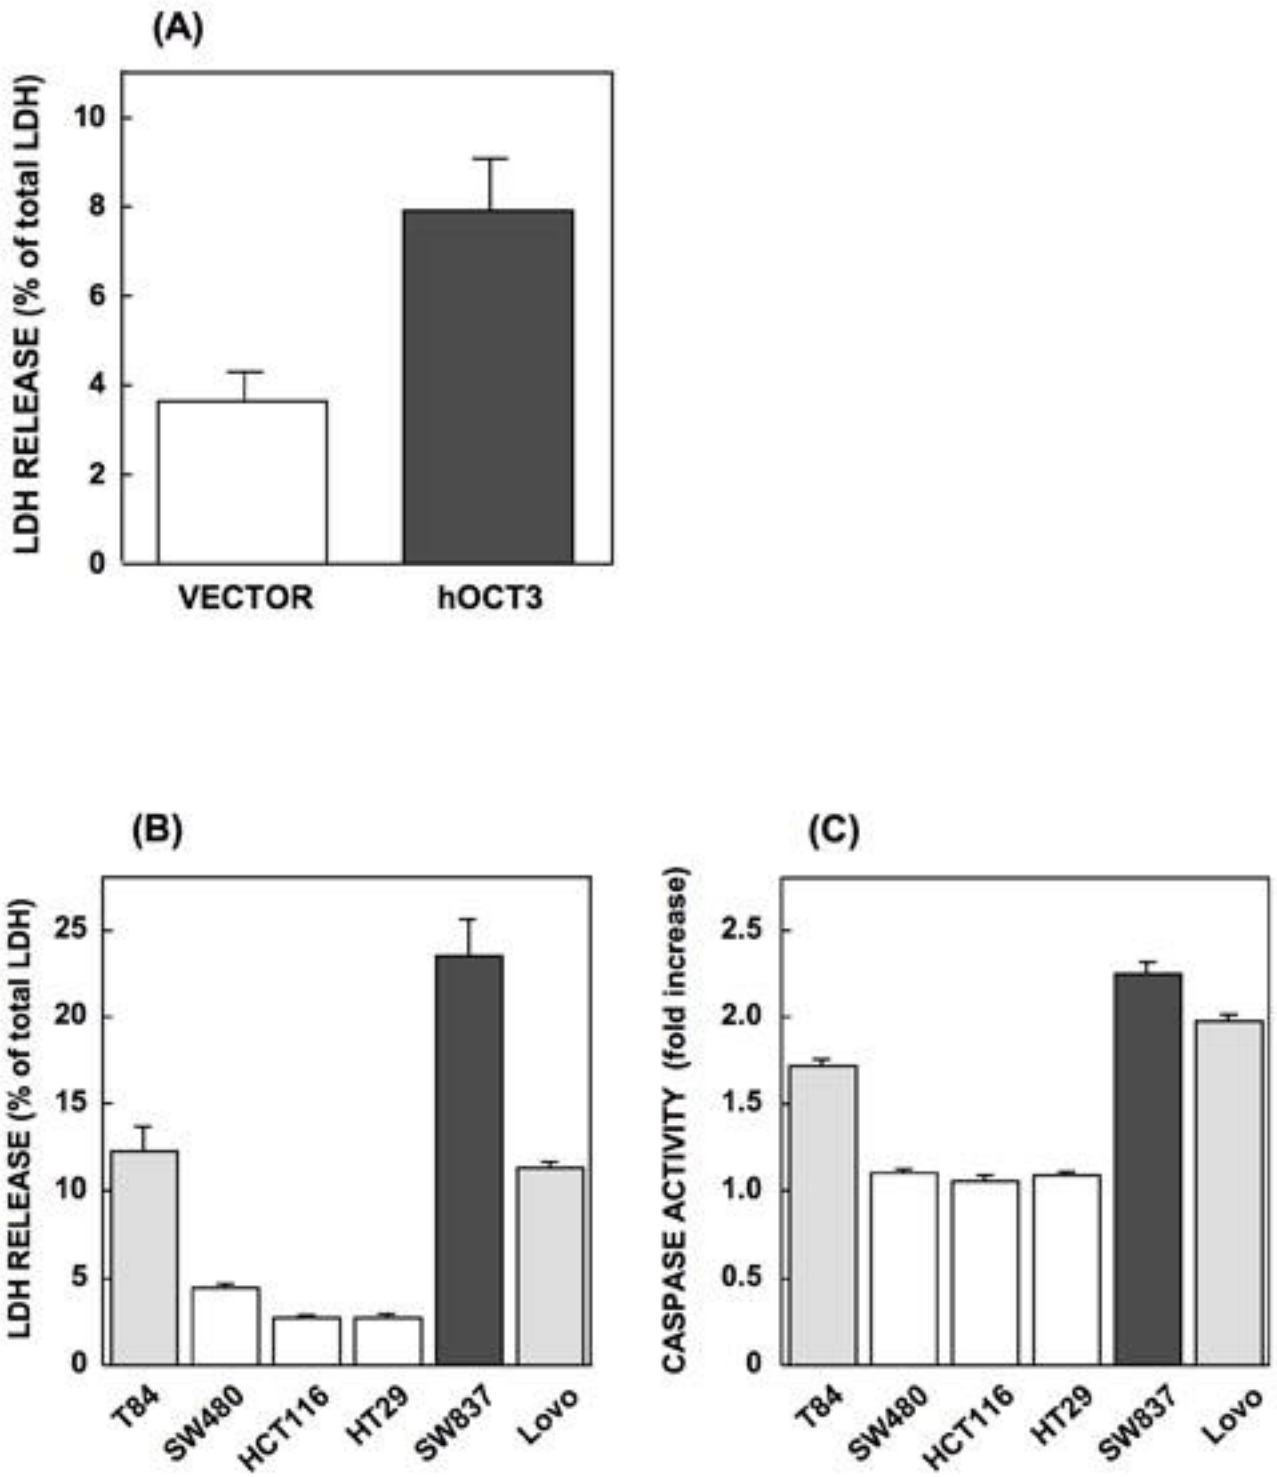 (A)
LDH RELEASE (% of total LDH)
10
8
6
4
2
0
VECTOR hOCT3
(B)
LDH RELEASE (% of total LDH)
25
20
15
10
5
0
T84 SW480 HCT116 HT29 SW837 Lovo
(C)
CASPASE ACTIVITY (fold increase)
2.5
2.0
1.5
1.0
0.5
0
T84 SW480 HCT116 HT29 SW837 Lovo